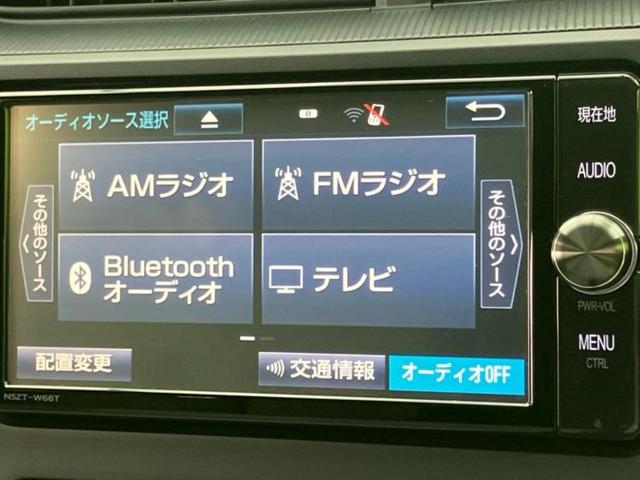 オーディオソース選択
現在地
AUDIO
その他のソース
AMラジオ
FMラジオ
その他のソース
Bluetooth
オーディオ
テレビ
PWR-VOL
MENU
CTRL
配置変更
交通情報
オーディオOFF
NSZT-W66T